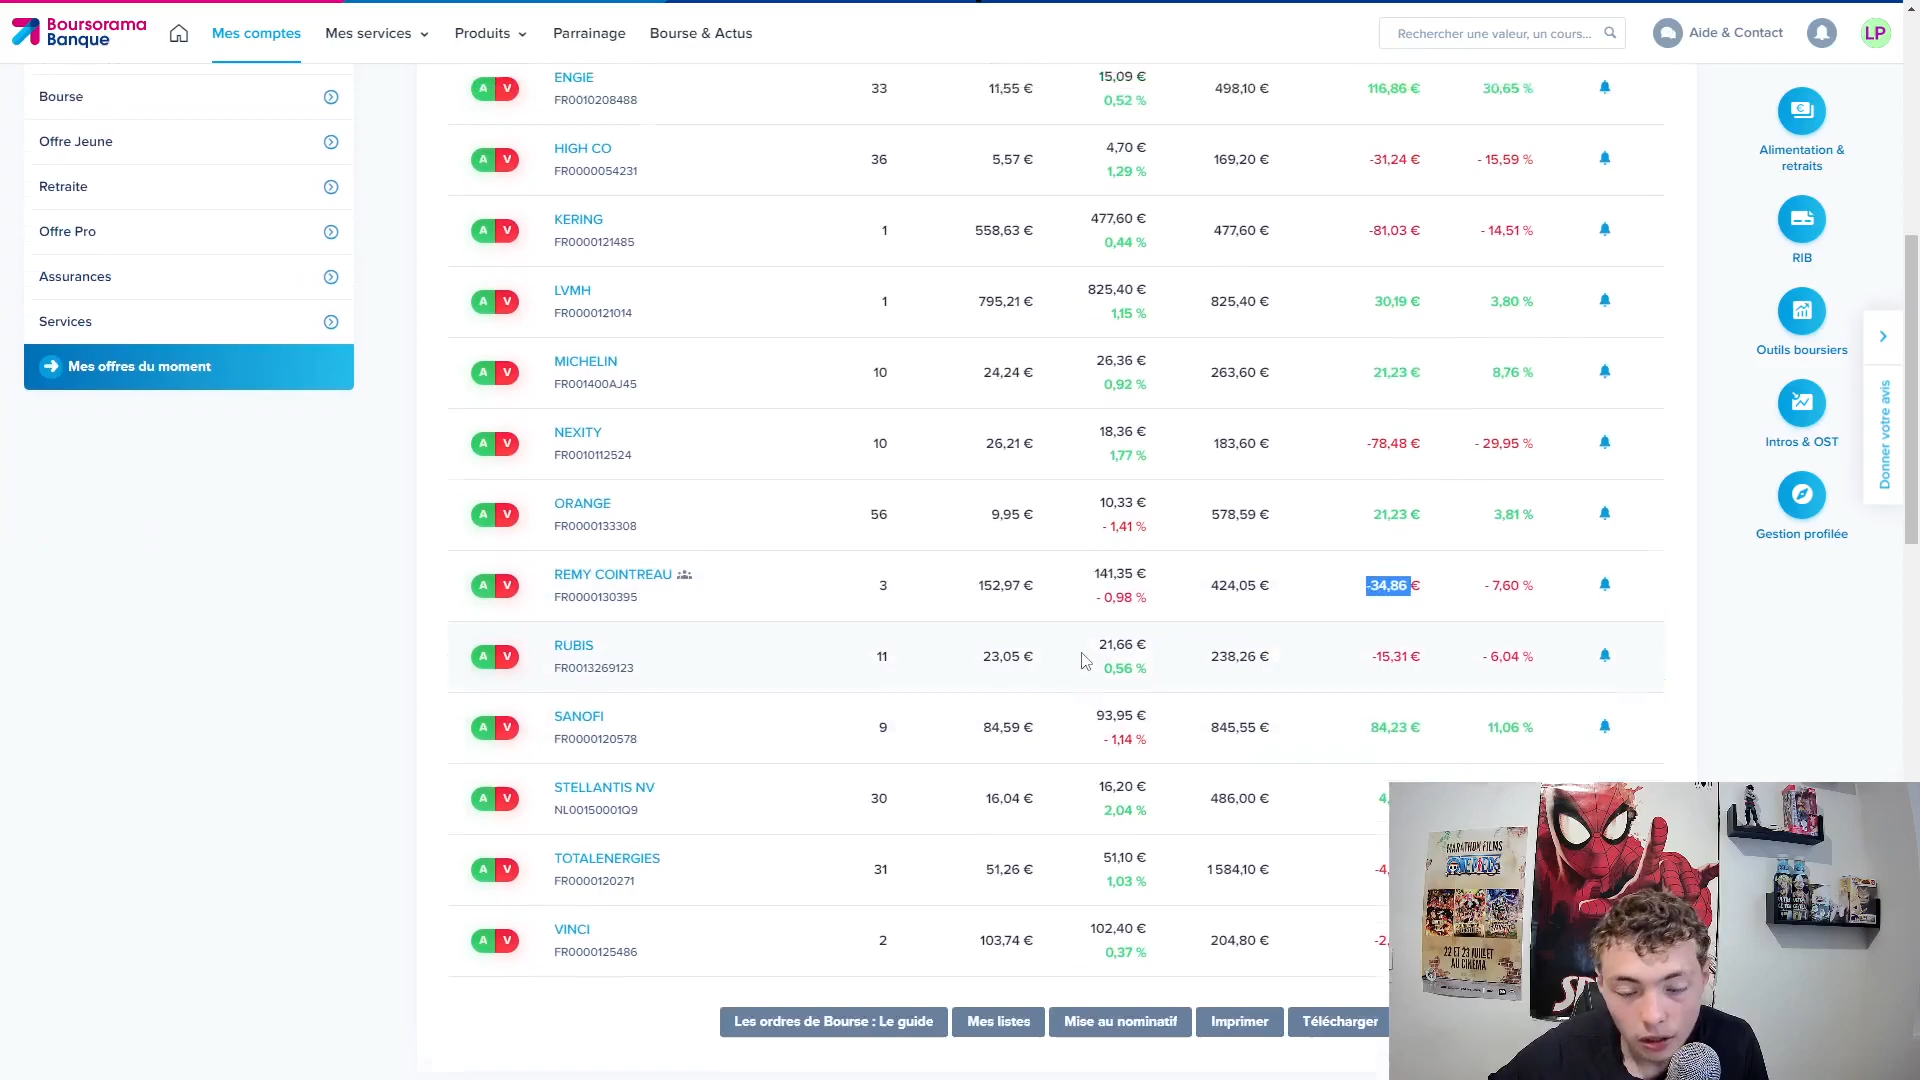 Boursorama
Banque
Mes comptes
Mes services
Produits
Parrainage
Bourse & Actus
Rechercher une valeur, un cours...
Aide & Contact
LP
Bourse
Offre Jeune
Retraite
Offre Pro
Assurances
Services
Mes offres du moment
A V ENGIE 33 11,55 € 15,09 € 498,10 € 116,86 € 30,65 %
FR0010208488 0,52 %
A V HIGH CO 36 5,57 € 4,70 € 169,20 € -31,24 € - 15,59 %
FR0000054231 1,29 %
A V KERING 1 558,63 € 477,60 € 477,60 € -81,03 € - 14,51 %
FR0000121485 0,44 %
A V LVMH 1 795,21 € 825,40 € 825,40 € 30,19 € 3,80 %
FR0000121014 1,15 %
A V MICHELIN 10 24,24 € 26,36 € 263,60 € 21,23 € 8,76 %
FR001400AJ45 0,92 %
A V NEXITY 10 26,21 € 18,36 € 183,60 € -78,48 € - 29,95 %
FR0010112524 1,77 %
A V ORANGE 56 9,95 € 10,33 € 578,59 € 21,23 € 3,81 %
FR0000133308 - 1,41 %
A V REMY COINTREAU 3 152,97 € 141,35 € 424,05 € -34,86 € - 7,60 %
FR0000130395 - 0,98 %
A V RUBIS 11 23,05 € 21,66 € 238,26 € -15,31 € - 6,04 %
FR0013269123 0,56 %
A V SANOFI 9 84,59 € 93,95 € 845,55 € 84,23 € 11,06 %
FR0000120578 - 1,14 %
A V STELLANTIS NV 30 16,04 € 16,20 € 486,00 € 4,
NL00150001Q9 2,04 %
A V TOTALENERGIES 31 51,26 € 51,10 € 1 584,10 € -4,
FR0000120271 1,03 %
A V VINCI 2 103,74 € 102,40 € 204,80 € -2,
FR0000125486 0,37 %
Les ordres de Bourse : Le guide
Mes listes
Mise au nominatif
Imprimer
Télécharger
Alimentation &
retraits
RIB
Outils boursiers
Intros & OST
Gestion profilée
Donner votre avis
MARATHON FILMS
ONE PIECE
22 ET 23 JUILLET
AU CINEMA